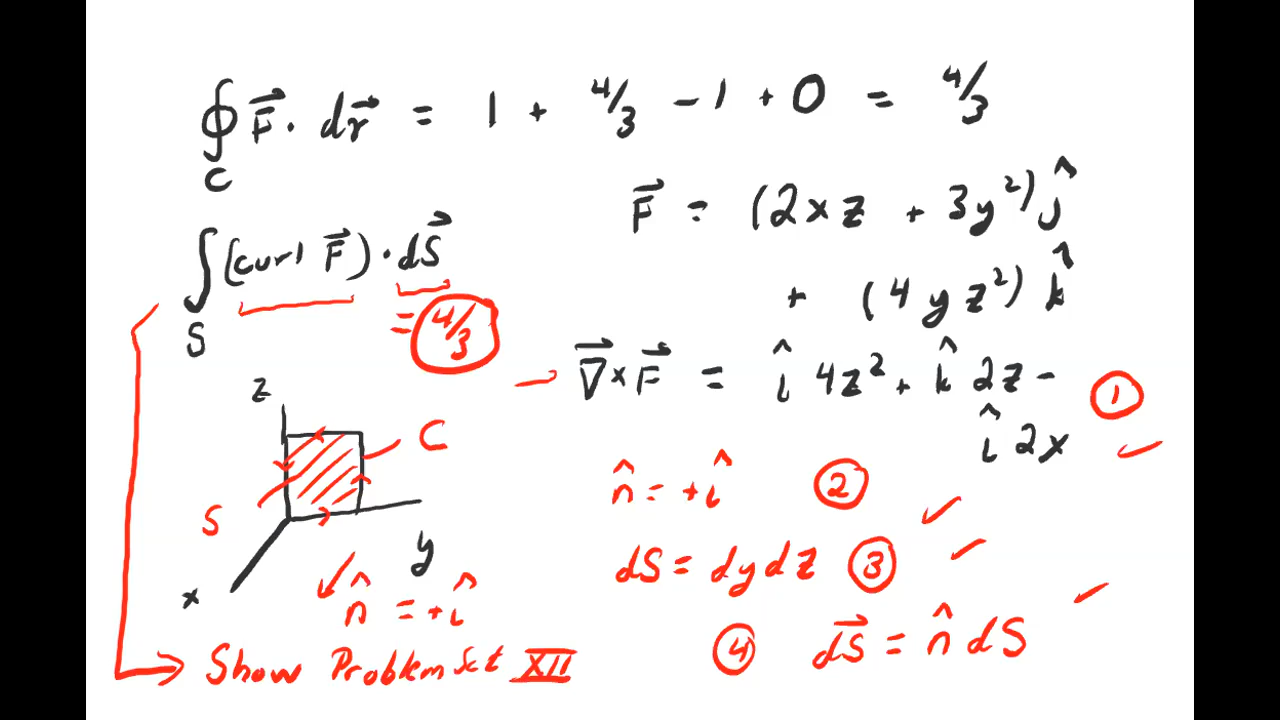 ∮_C F⃗ · dr⃗ = 1 + 4/3 - 1 + 0 = 4/3
F⃗ = (2xz + 3y²) ĵ
+ (4yz²) k̂
∫_S (curl F⃗) · dS⃗
= 4/3
∇⃗ × F⃗ = î 4z² + k̂ 2z -
î 2x ①
z
C
S
y
x
n̂ = +î
n̂ = +î ②
dS = dy dz ③
④ dS⃗ = n̂ dS
Show Problem Set XII